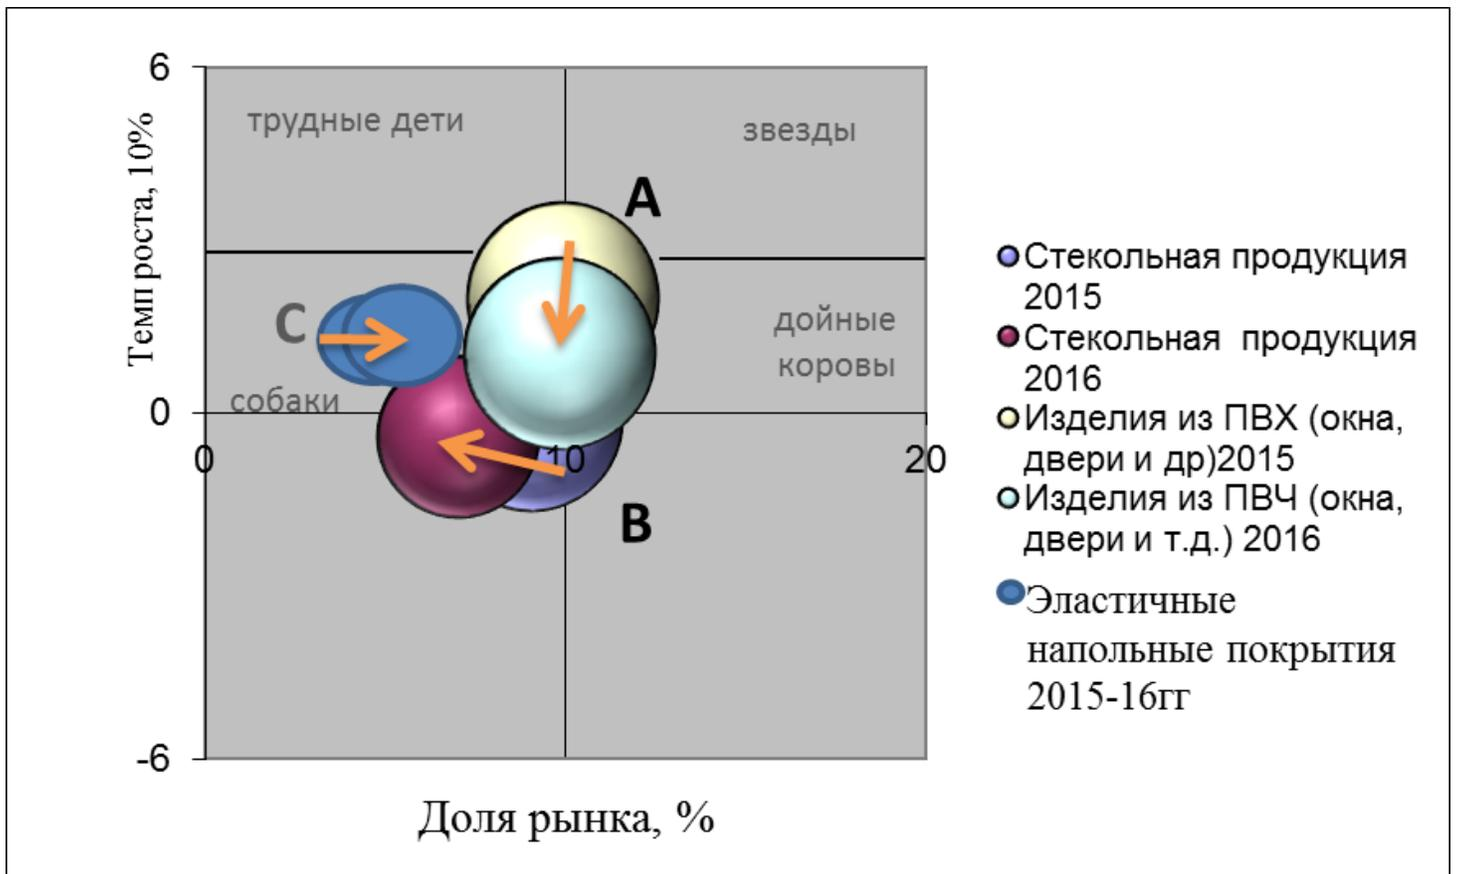 6
трудные дети
звезды
A
Темп роста, 10%
C
дойные
коровы
собаки
0
0
10
20
B
-6
Доля рынка, %
Стекольная продукция
2015
Стекольная продукция
2016
Изделия из ПВХ (окна,
двери и др)2015
Изделия из ПВЧ (окна,
двери и т.д.) 2016
Эластичные
напольные покрытия
2015-16гг